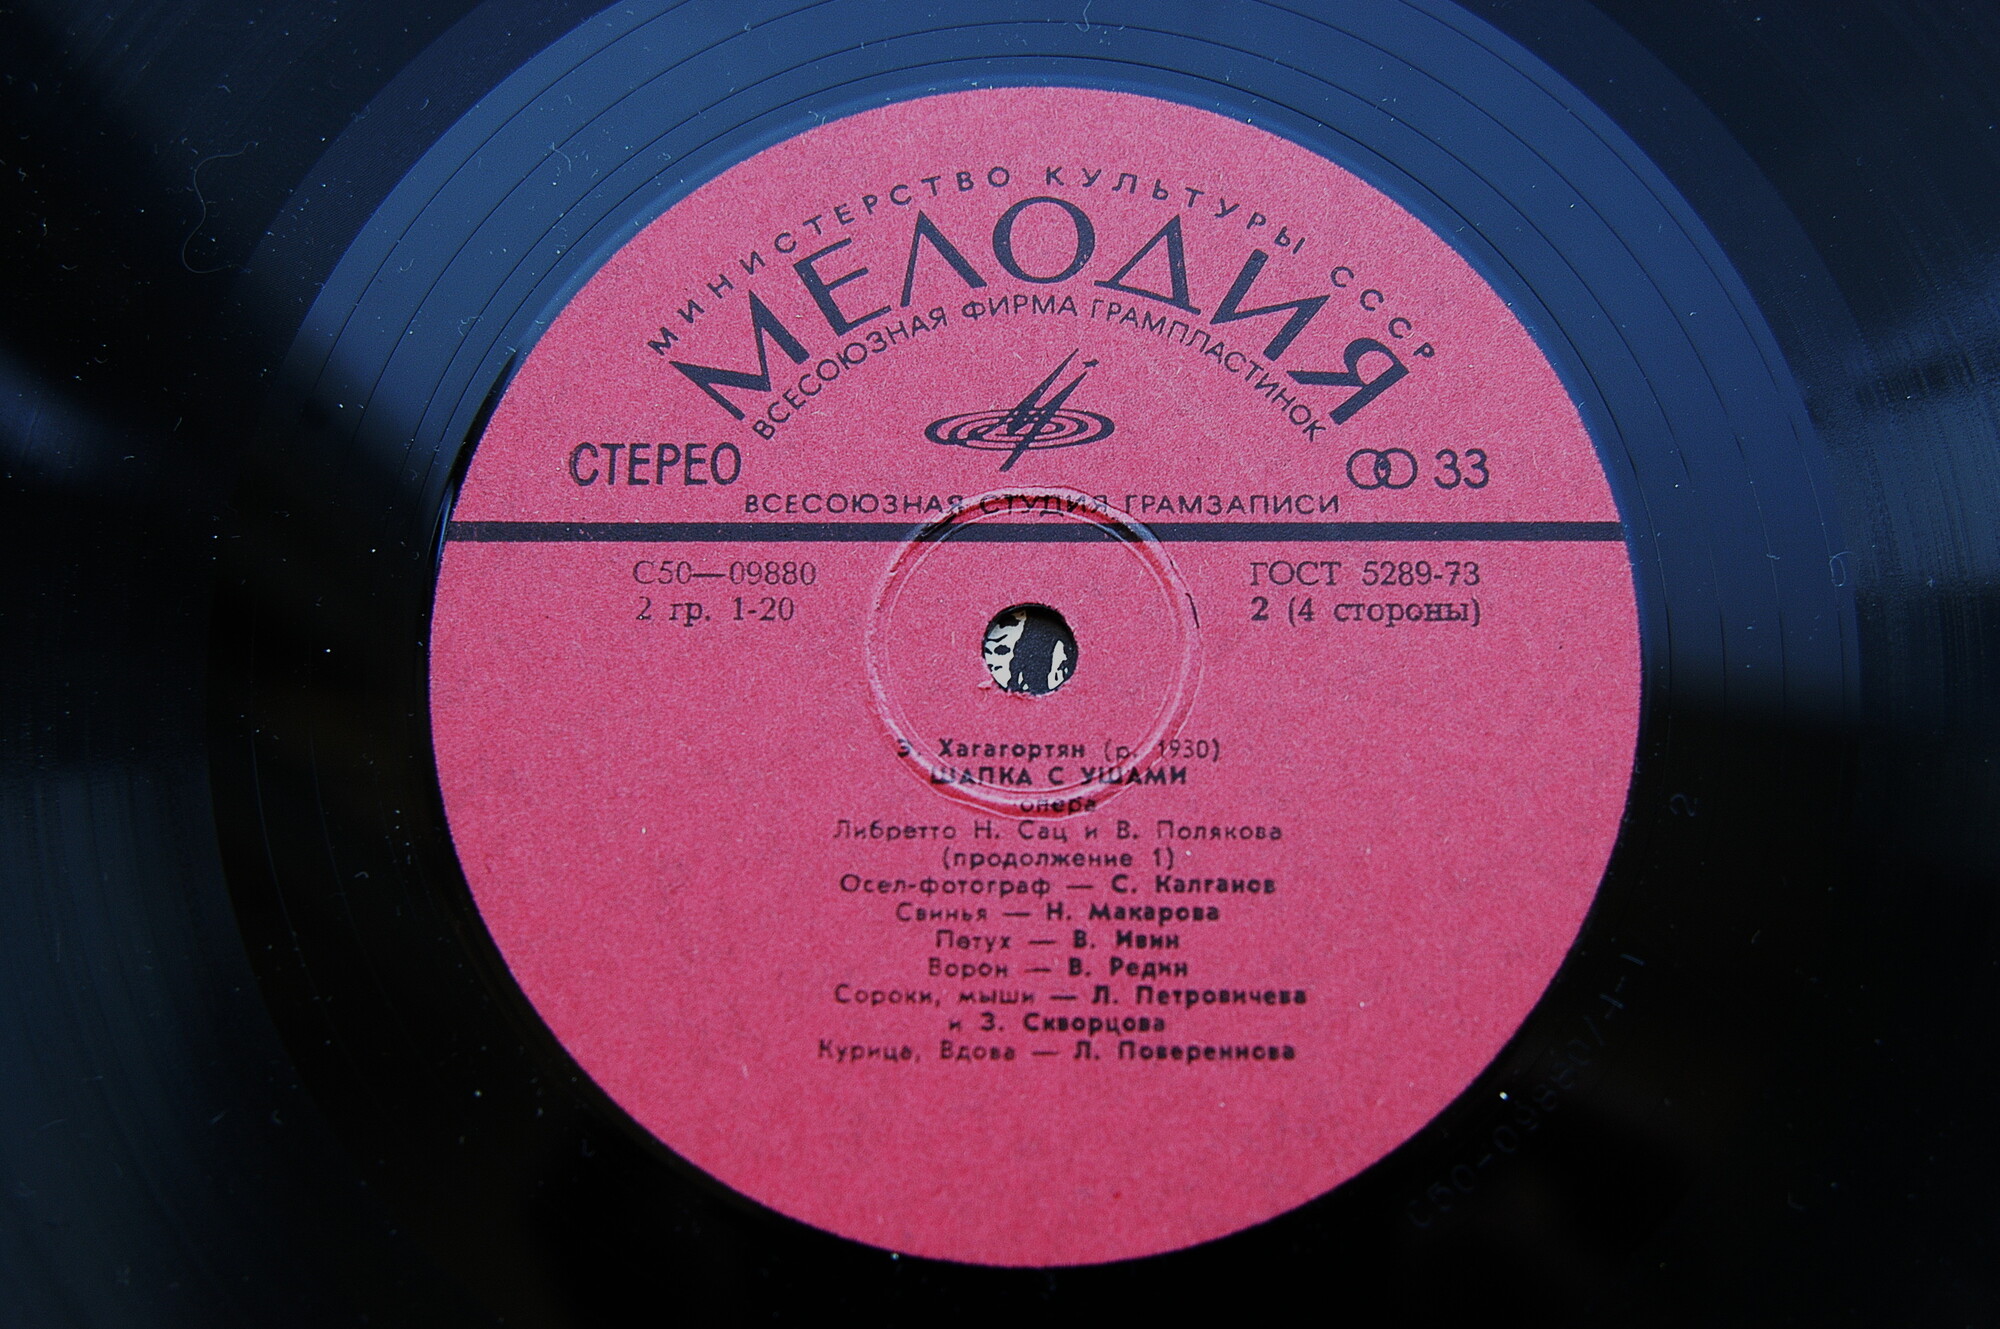 МИНИСТЕРСТВО КУЛЬТУРЫ СССР
МЕЛОДИЯ
ВСЕСОЮЗНАЯ ФИРМА ГРАМПЛАСТИНОК
СТЕРЕО
33
ВСЕСОЮЗНАЯ СТУДИЯ ГРАМЗАПИСИ
С50—09880
ГОСТ 5289-73
2 гр. 1-20
2 (4 стороны)
Э. Хагагортян (р. 1930)
ШАПКА С УШАМИ
опера
Либретто Н. Сац и В. Полякова
(продолжение 1)
Осел-фотограф — С. Калганов
Свинья — Н. Макарова
Петух — В. Ивин
Ворон — В. Редин
Сороки, мыши — Л. Петровичева
и З. Скворцова
Курица, Вдова — Л. Повереннова